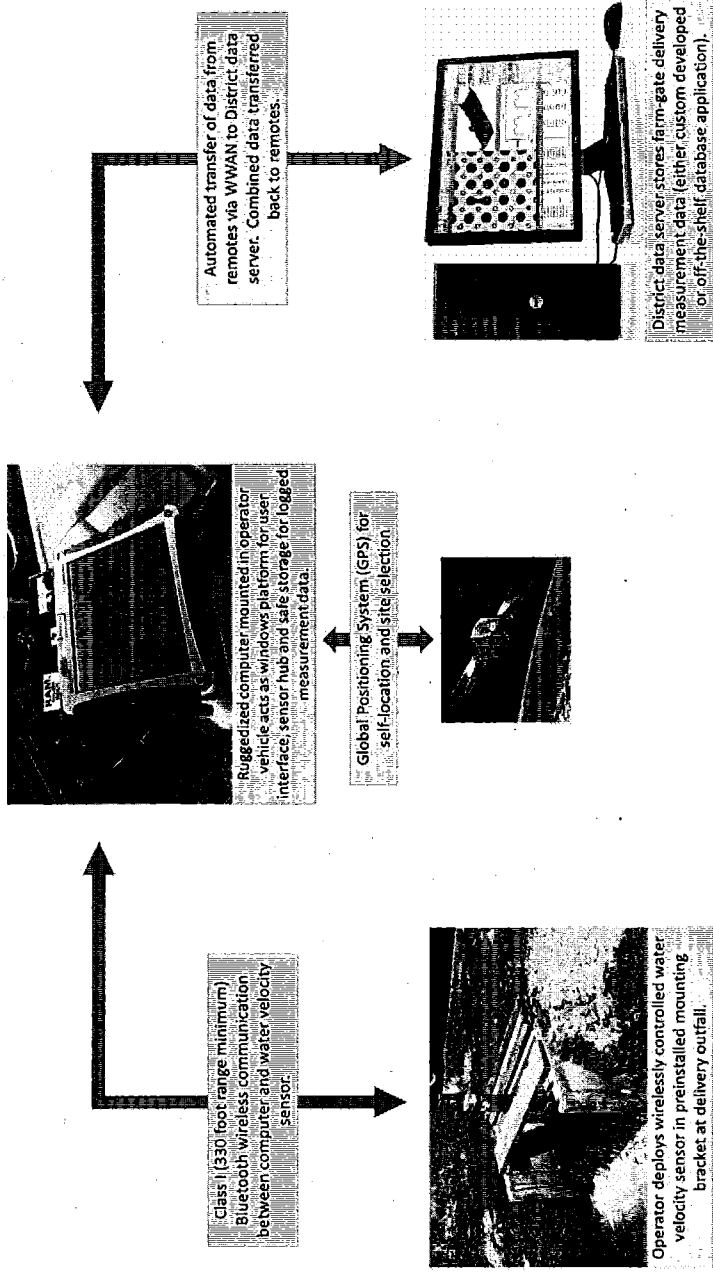 Class I (330 foot range minimum)
Bluetooth wireless communication
between computer and water velocity
sensor.
Ruggedized computer mounted in operator
vehicle acts as windows platform for user
interface, sensor hub and safe storage for logged
measurement data.
Automated transfer of data from
remotes via WWAN to District data
server. Combined data transferred
back to remotes.
Global Positioning System (GPS) for
self-location and site selection
Operator deploys wirelessly controlled water
velocity sensor in preinstalled mounting
bracket at delivery outfall.
District data server stores farm-gate delivery
measurement data (either custom developed
or off-the-shelf database application).